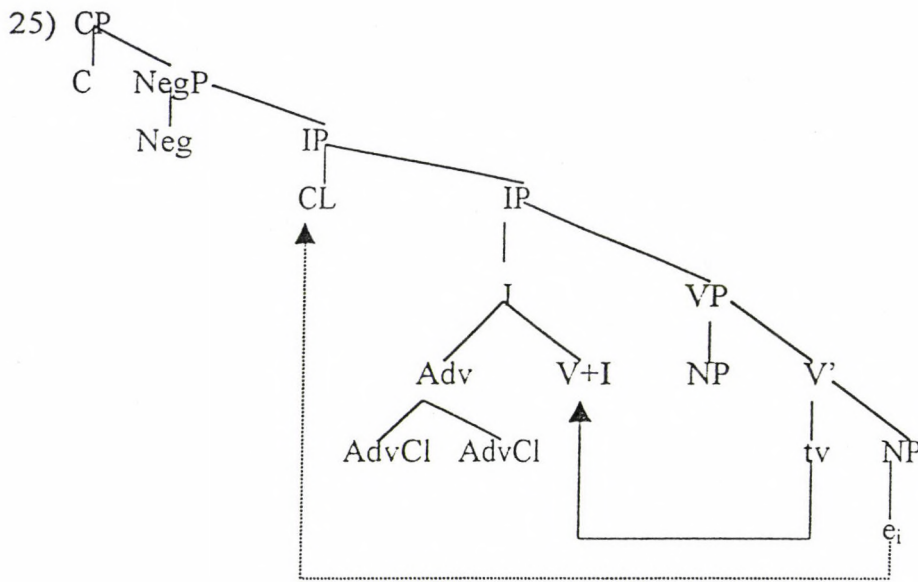 25) CP
C NegP
Neg IP
CL IP
I VP
Adv V+I NP V'
AdvCl AdvCl tv NP
ei